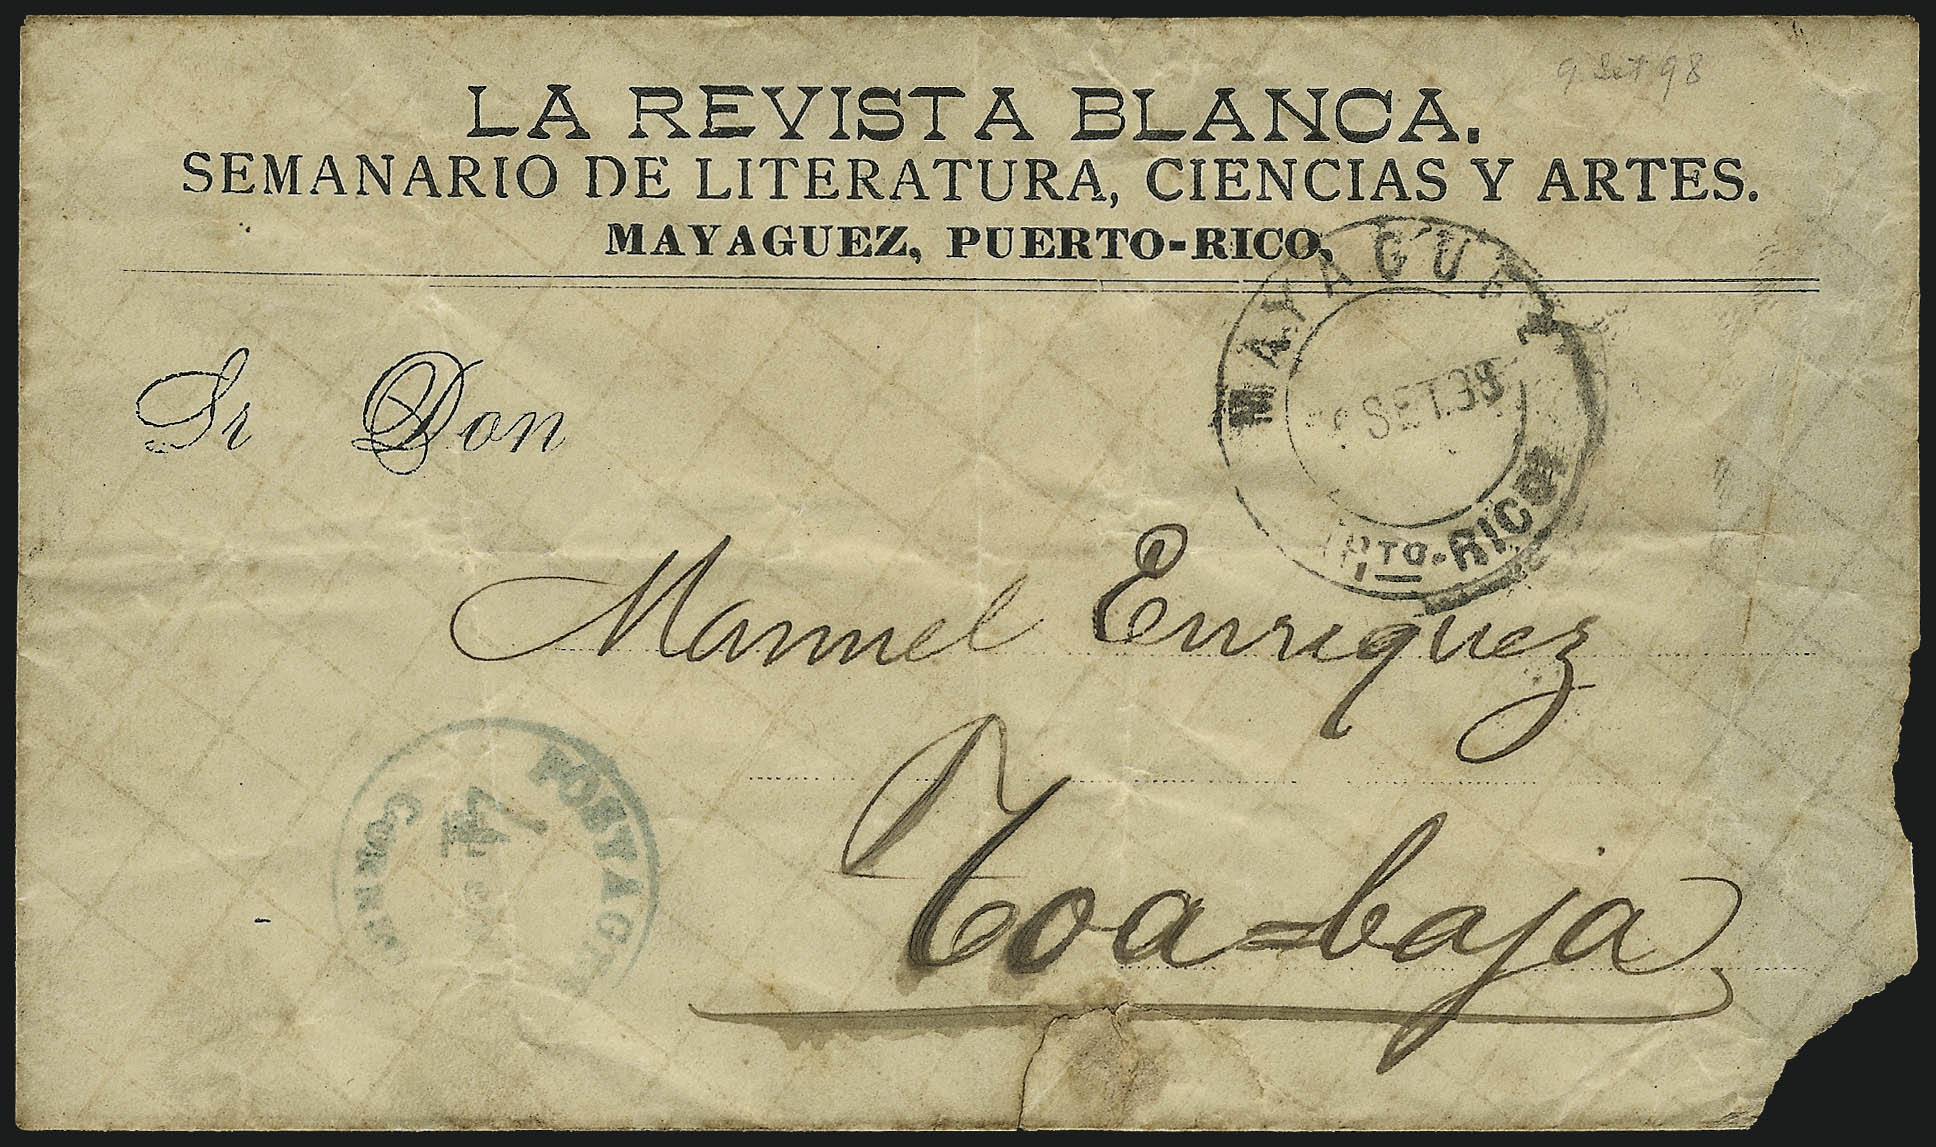 9. Set 98
LA REVISTA BLANCA.
SEMANARIO DE LITERATURA, CIENCIAS Y ARTES.
MAYAGUEZ, PUERTO-RICO,
MAYAGUEZ
SET.98
PTO-RICO
Sr Don
Manuel Enriquez
Toa=baja
POSTAGE